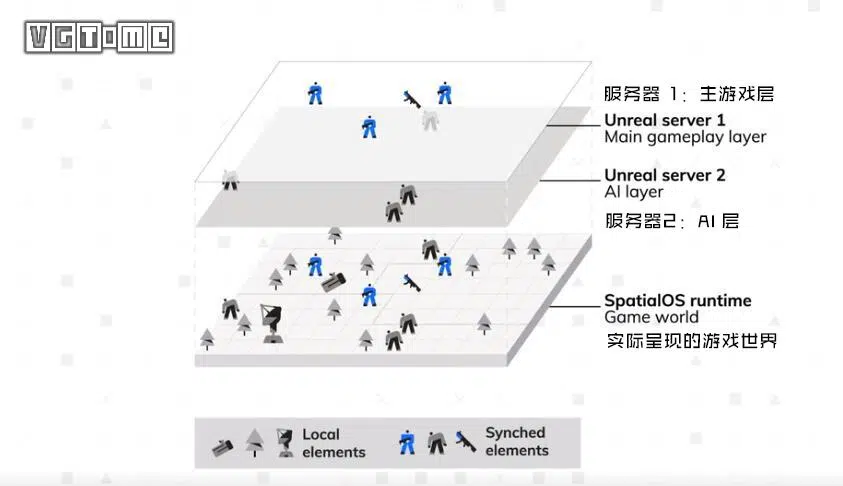 VGTIME
服务器 1：主游戏层
Unreal server 1
Main gameplay layer
Unreal server 2
AI layer
服务器2：AI 层
SpatialOS runtime
Game world
实际呈现的游戏世界
Local
elements
Synched
elements